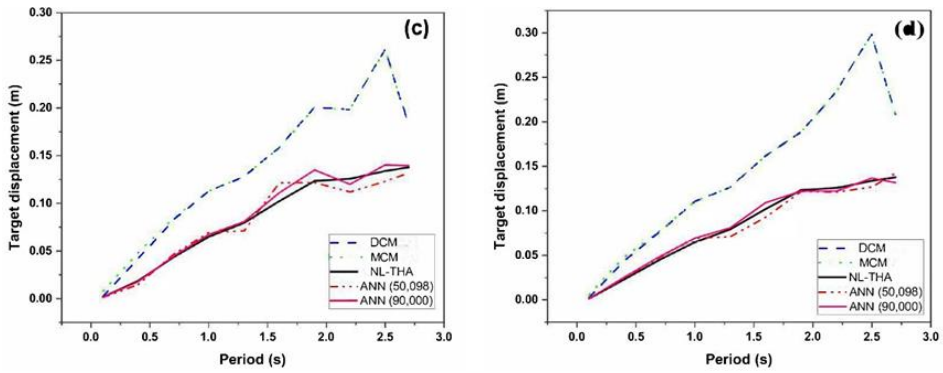 (c)
Target displacement (m)
0.30
0.25
0.20
0.15
0.10
0.05
0.00
DCM
MCM
NL-THA
ANN (50,098)
ANN (90,000)
0.0 0.5 1.0 1.5 2.0 2.5 3.0
Period (s)
(d)
Target displacement (m)
0.30
0.25
0.20
0.15
0.10
0.05
0.00
DCM
MCM
NL-THA
ANN (50,098)
ANN (90,000)
0.0 0.5 1.0 1.5 2.0 2.5 3.0
Period (s)